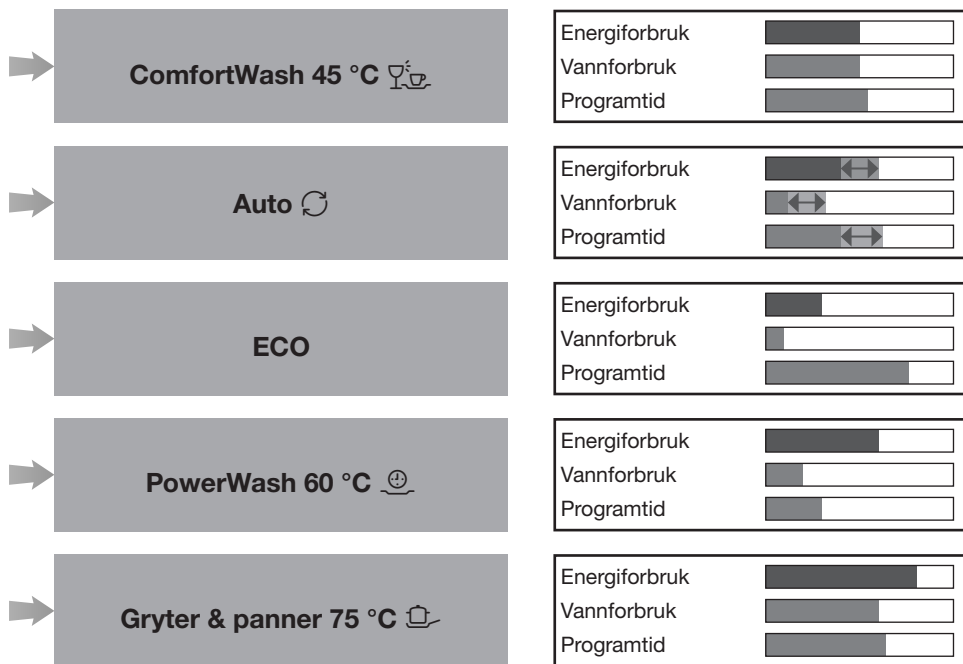 ComfortWash 45 °C
Energiforbruk
Vannforbruk
Programtid
Auto
Energiforbruk
Vannforbruk
Programtid
ECO
Energiforbruk
Vannforbruk
Programtid
PowerWash 60 °C
Energiforbruk
Vannforbruk
Programtid
Gryter & panner 75 °C
Energiforbruk
Vannforbruk
Programtid